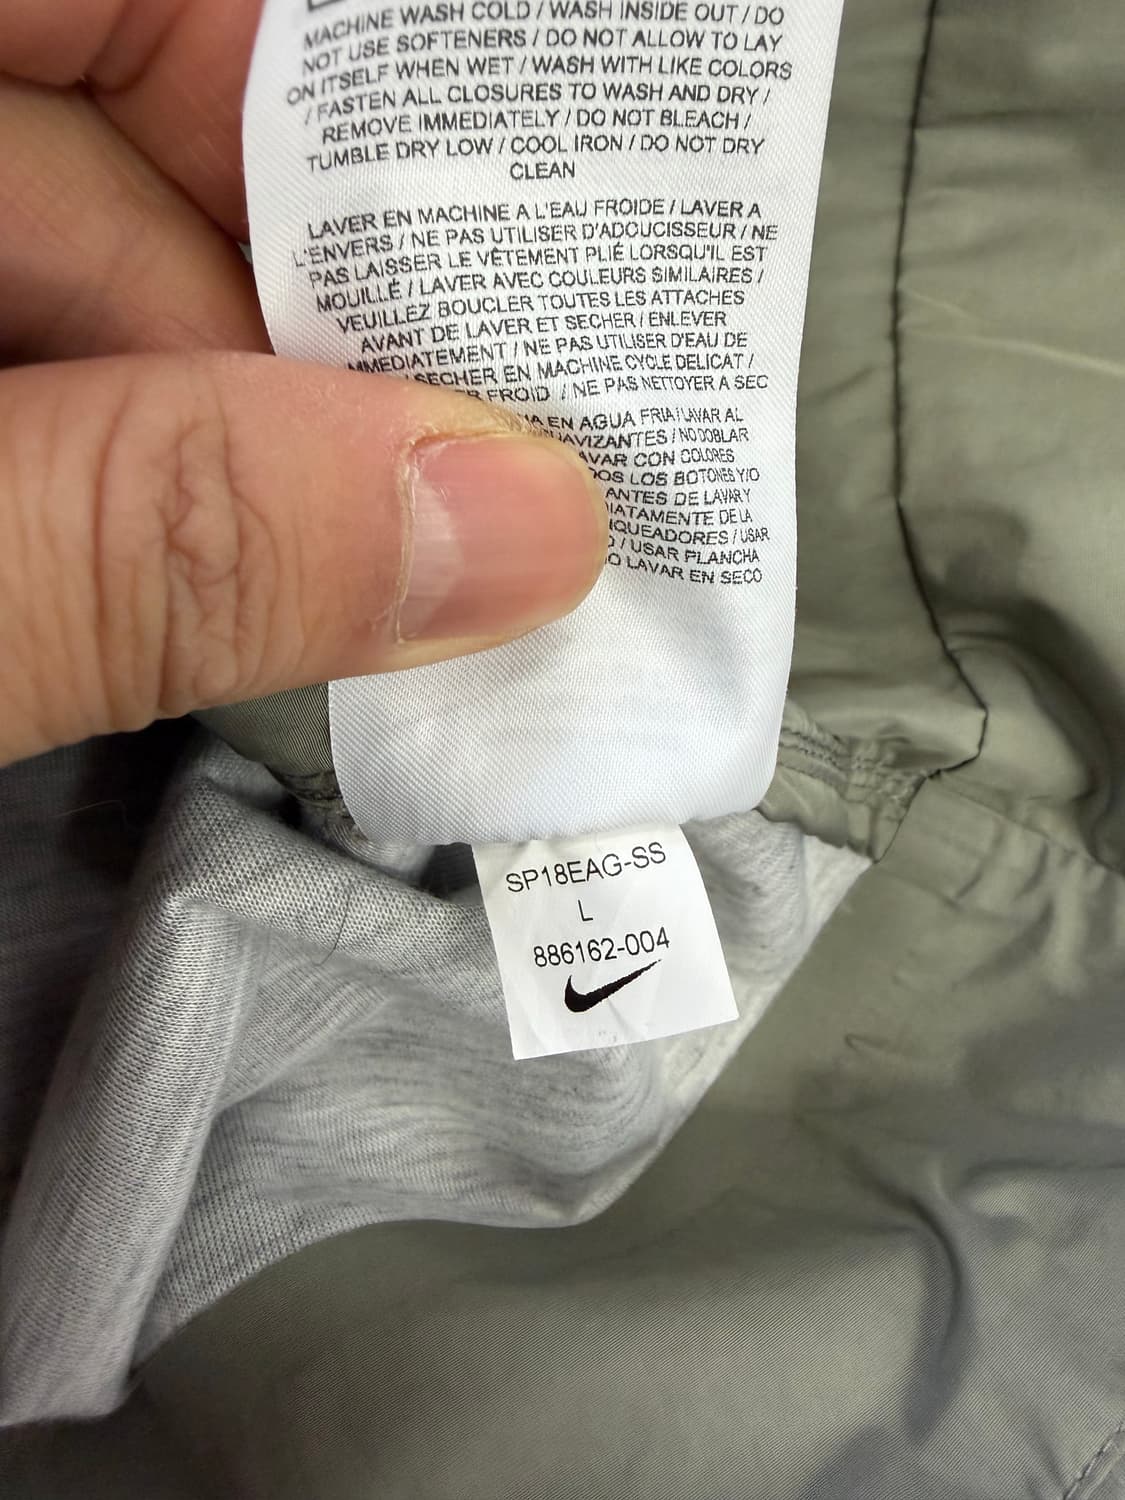 MACHINE WASH COLD / WASH INSIDE OUT / DO
NOT USE SOFTENERS / DO NOT ALLOW TO LAY
ON ITSELF WHEN WET / WASH WITH LIKE COLORS
/ FASTEN ALL CLOSURES TO WASH AND DRY /
REMOVE IMMEDIATELY / DO NOT BLEACH /
TUMBLE DRY LOW / COOL IRON / DO NOT DRY
CLEAN
LAVER EN MACHINE A L'EAU FROIDE / LAVER A
L'ENVERS / NE PAS UTILISER D'ADOUCISSEUR / NE
PAS LAISSER LE VÊTEMENT PLIÉ LORSQU'IL EST
MOUILLÉ / LAVER AVEC COULEURS SIMILAIRES /
VEUILLEZ BOUCLER TOUTES LES ATTACHES
AVANT DE LAVER ET SECHER / ENLEVER
MMEDIATEMENT / NE PAS UTILISER D'EAU DE
SECHER EN MACHINE CYCLE DELICAT /
FROID / NE PAS NETTOYER A SEC
EN AGUA FRIA / LAVAR AL
/ NO DOBLAR
CON COLORES
LOS BOTONES Y/O
ANTES DE LAVAR Y
DE LA
/ USAR
/ USAR PLANCHA
LAVAR EN SECO
SP18EAG-SS
L
886162-004